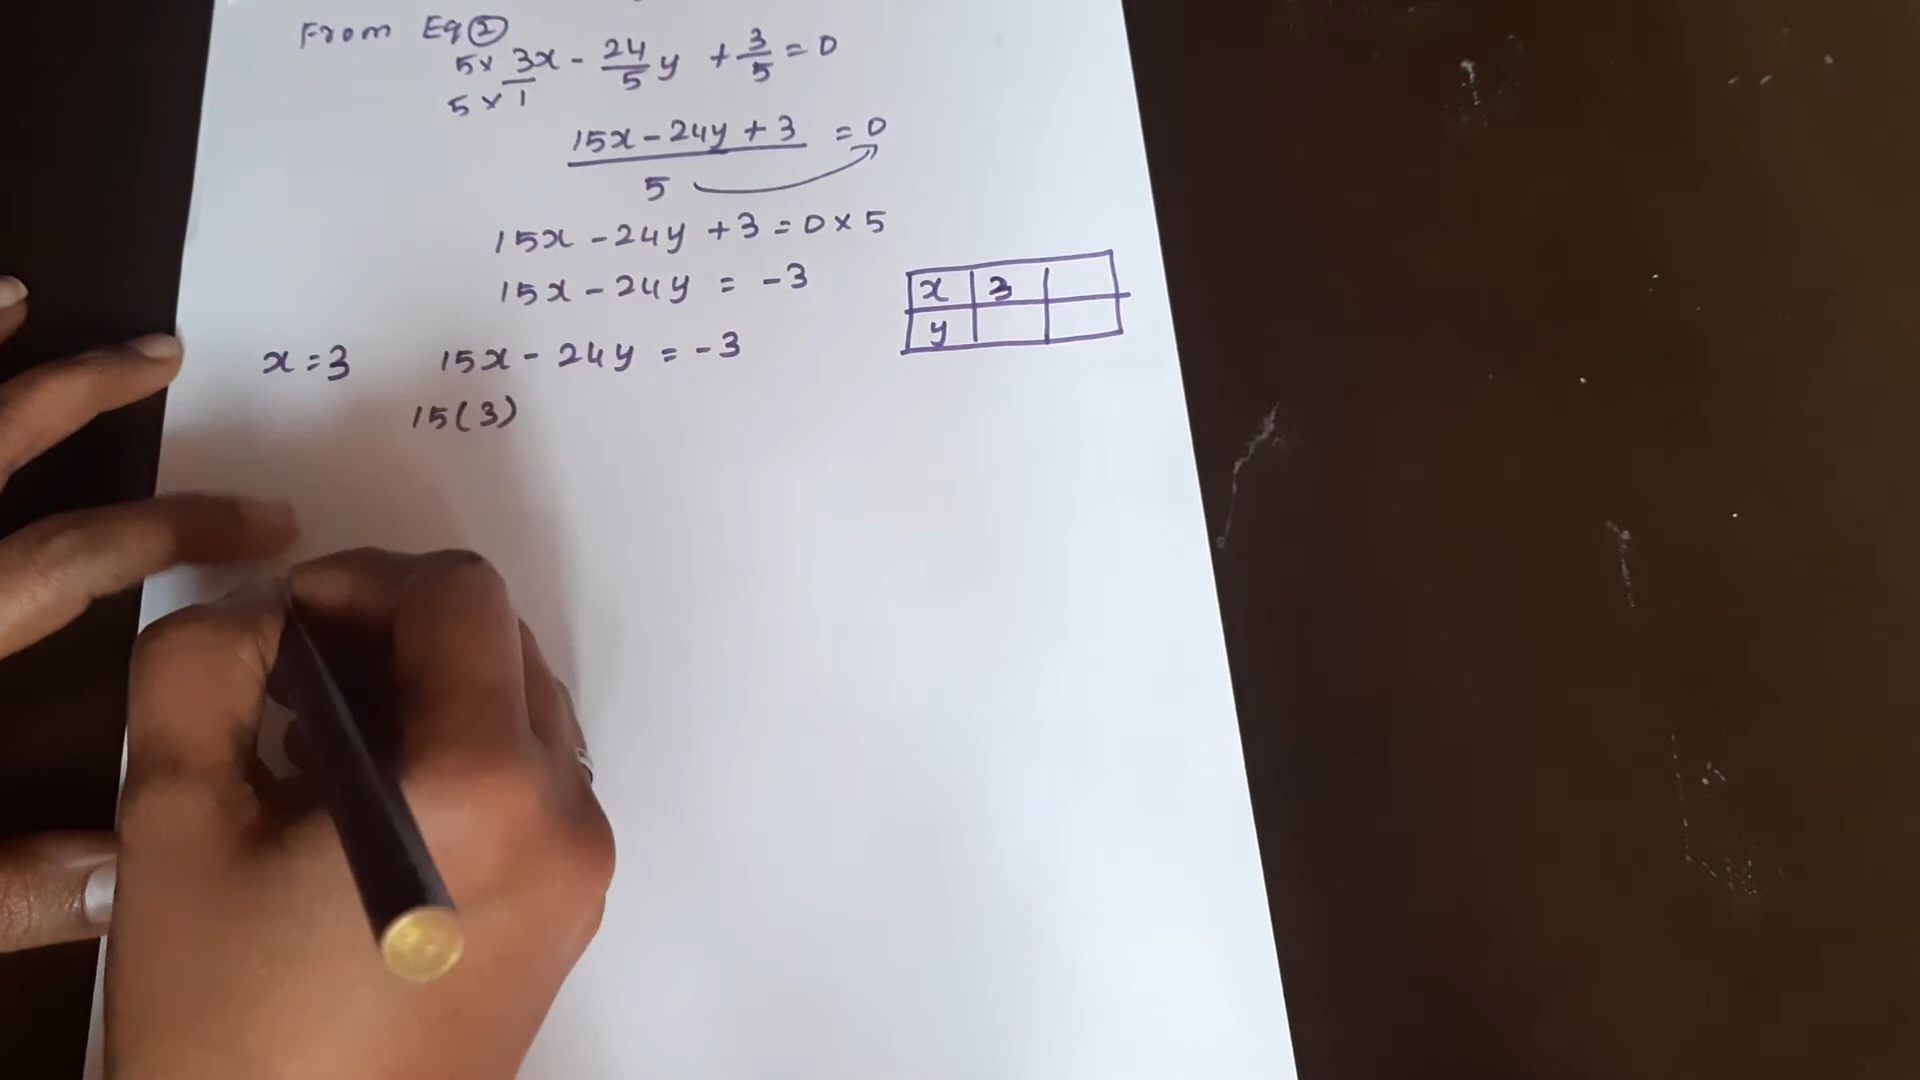 From Eq②
5× 3x - 24/5 y + 3/5 = 0
5 × 1
15x - 24y + 3 = 0
5
15x - 24y + 3 = 0 × 5
15x - 24y = -3
x 3
y
x = 3 15x - 24y = -3
15(3)